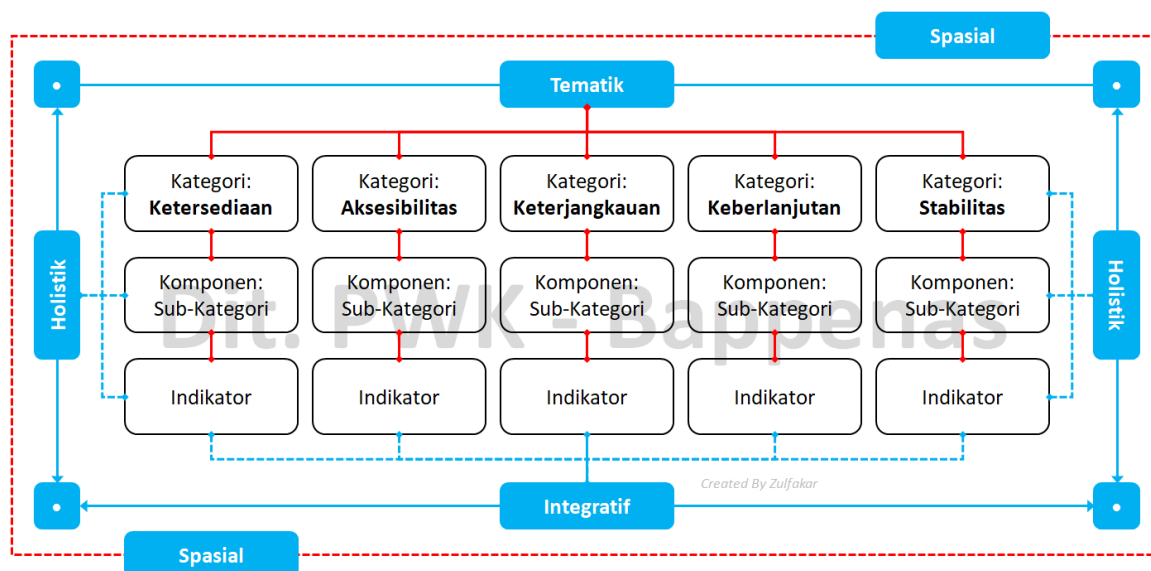 Spasial
Tematik
Kategori:
Ketersediaan
Kategori:
Aksesibilitas
Kategori:
Keterjangkauan
Kategori:
Keberlanjutan
Kategori:
Stabilitas
Holistik
Holistik
Komponen:
Sub-Kategori
Komponen:
Sub-Kategori
Komponen:
Sub-Kategori
Komponen:
Sub-Kategori
Komponen:
Sub-Kategori
Dit. PWK - Bappenas
Indikator
Indikator
Indikator
Indikator
Indikator
Created By Zulfakar
Integratif
Spasial